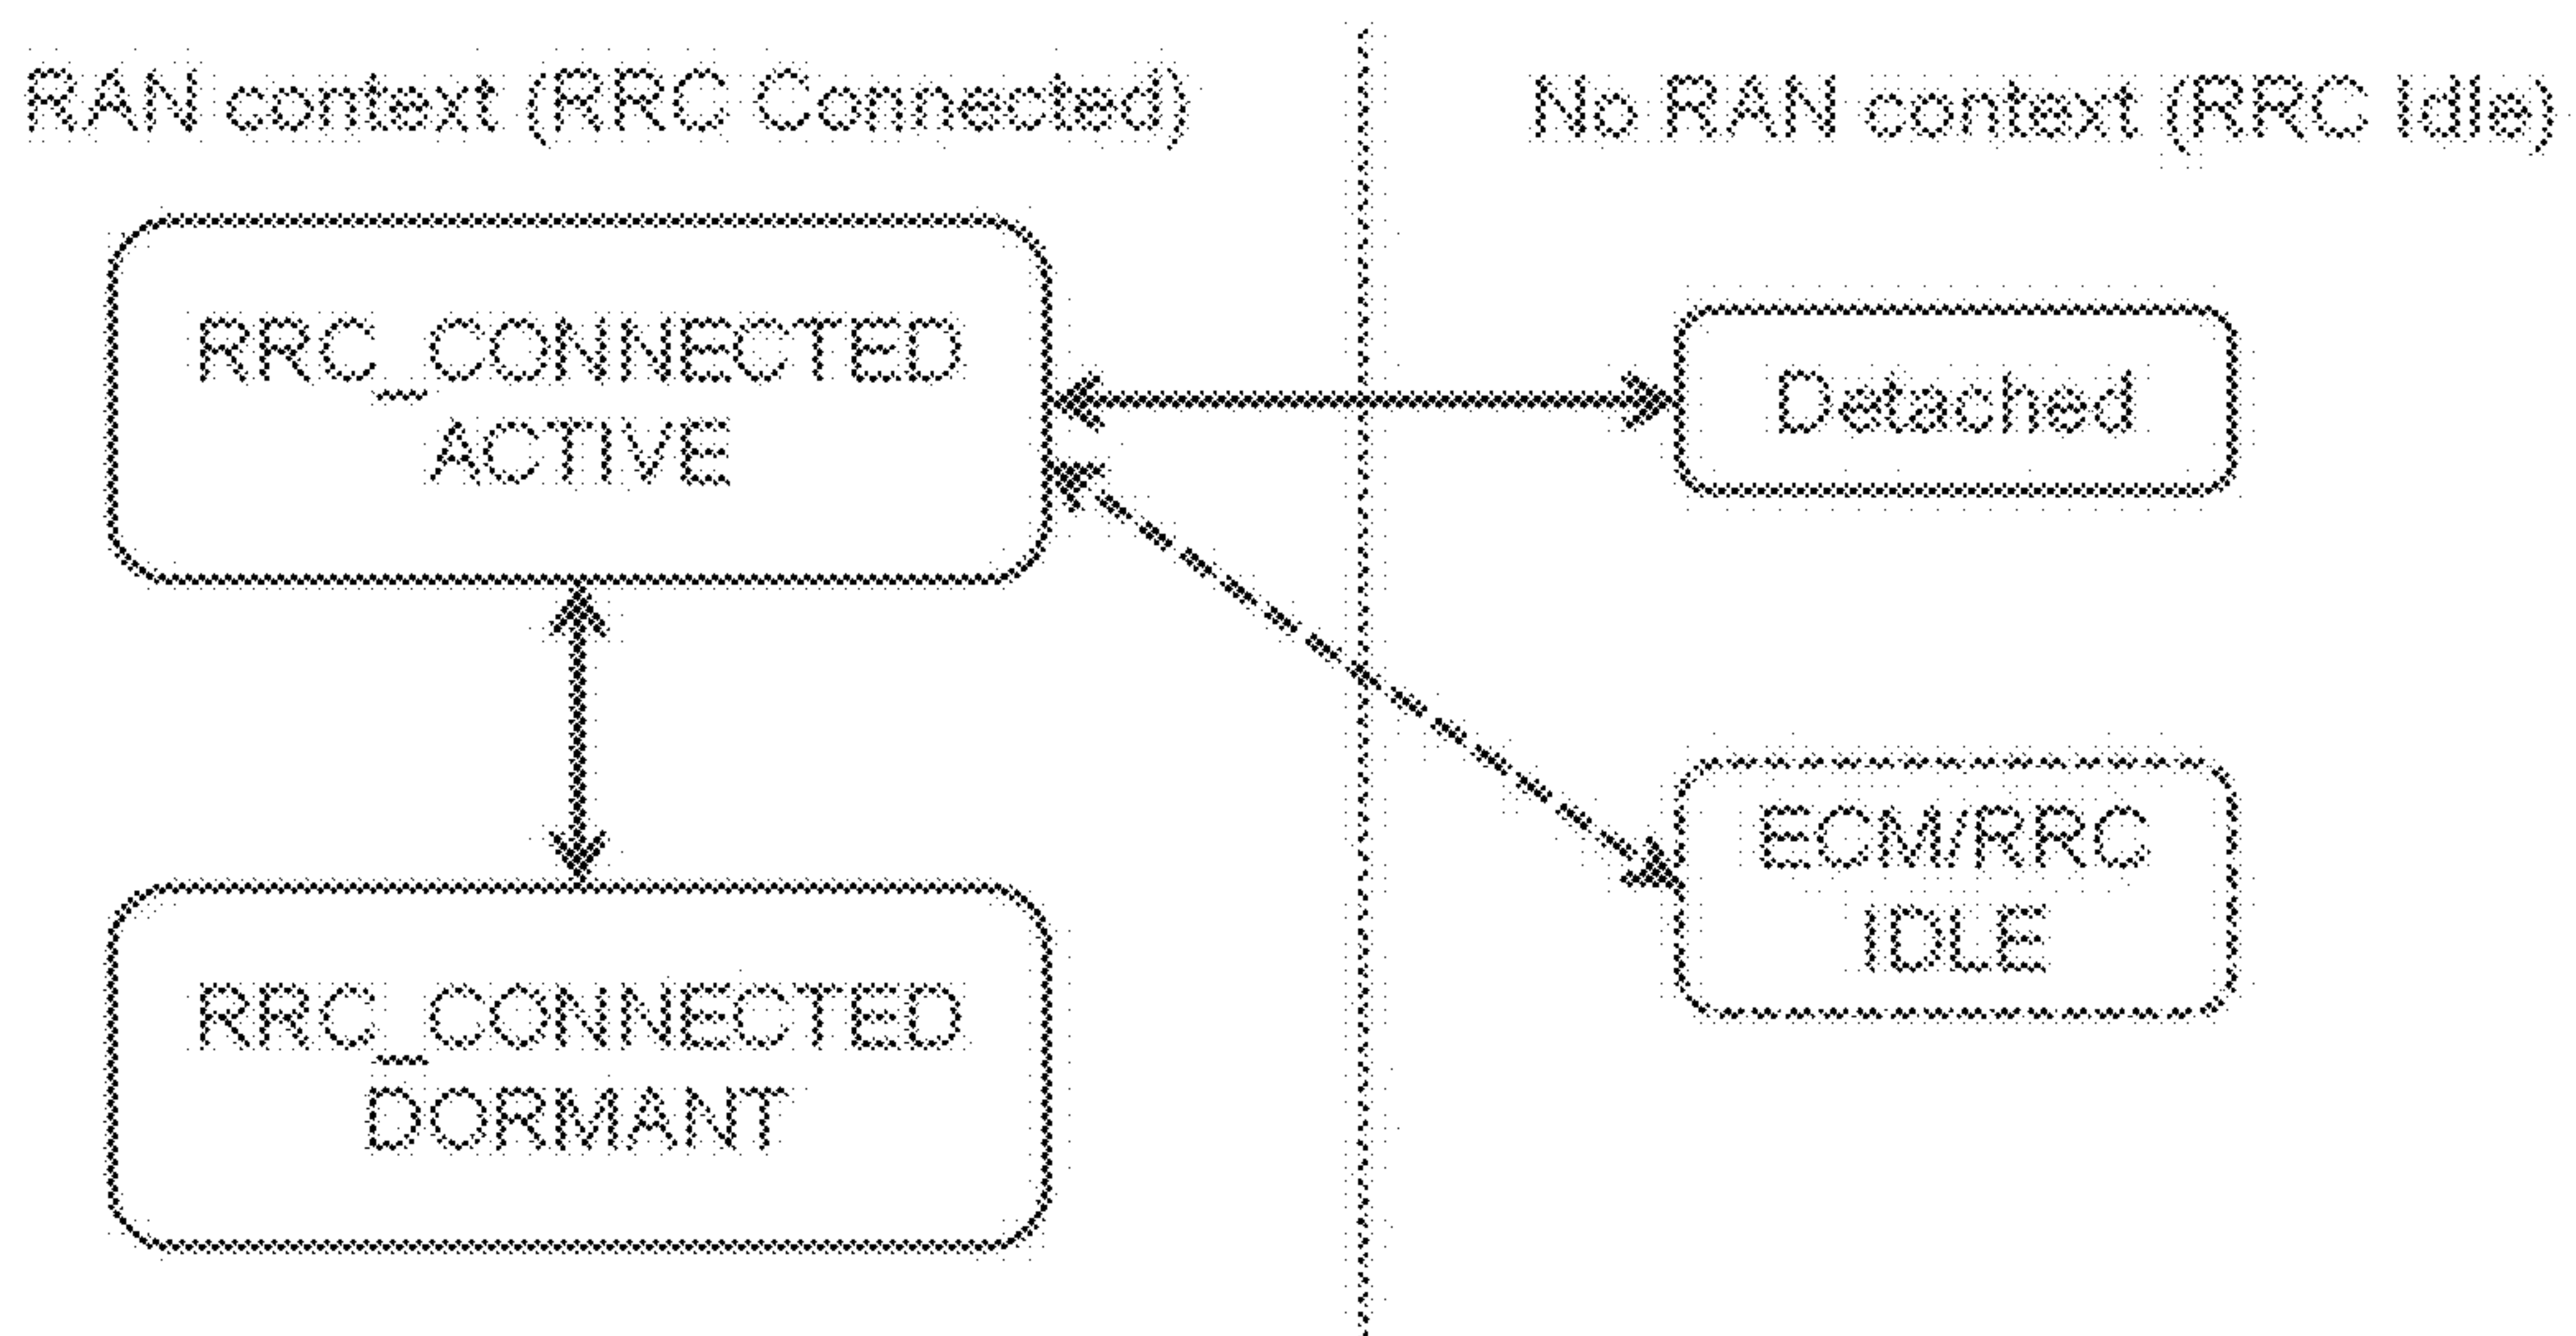 RAN context (RRC Connected)
No RAN context (RRC Idle)
RRC_CONNECTED
ACTIVE
Detached
ECM/RRC
IDLE
RRC_CONNECTED
DORMANT